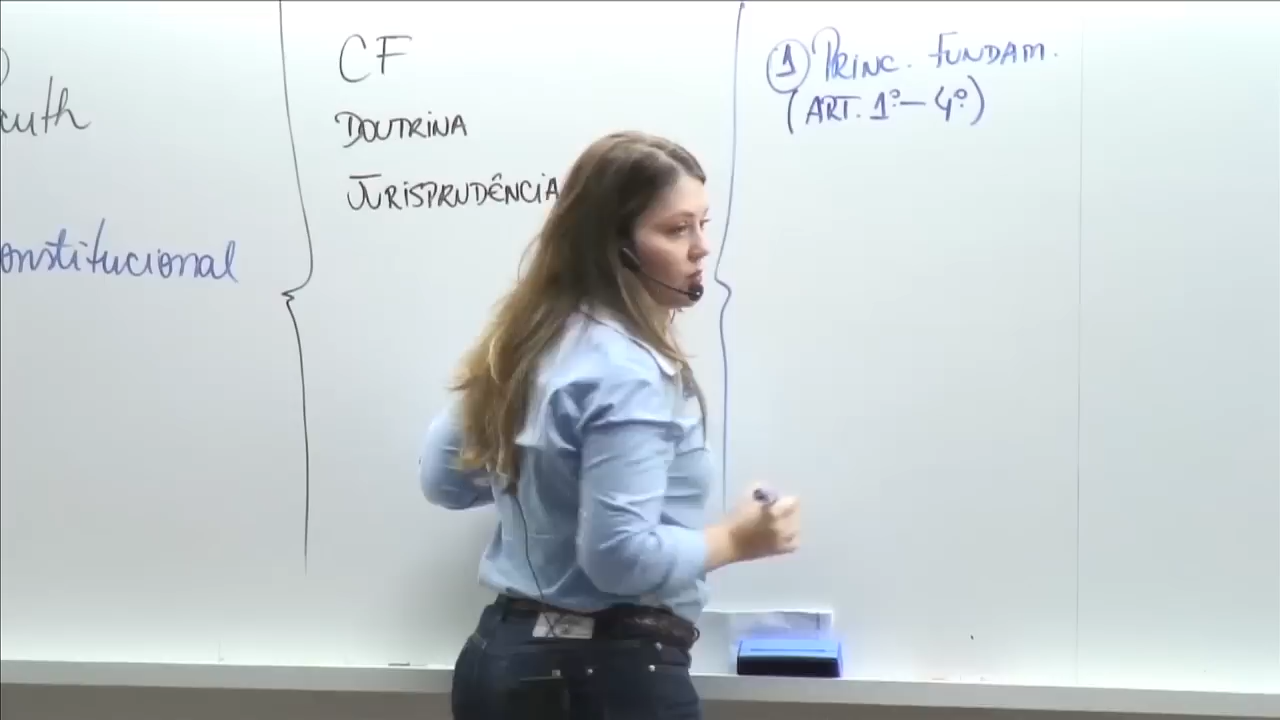 onstitucional
CF
DOUTRINA
JURISPRUDÊNCIA
1 PRINC. FUNDAM.
(ART. 1º - 4º)